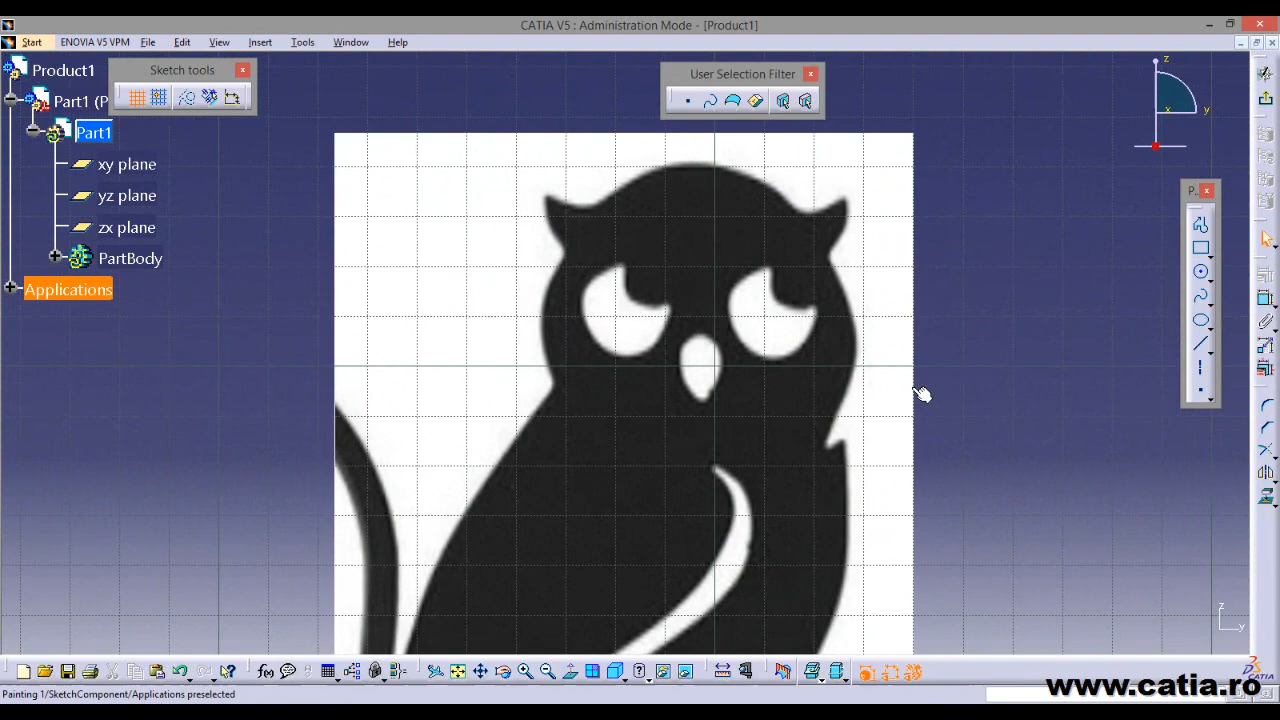 CATIA V5 : Administration Mode - [Product1]
Start ENOVIA V5 VPM File Edit View Insert Tools Window Help
Product1
Sketch tools
User Selection Filter
Part1 (P
Part1
xy plane
yz plane
zx plane
PartBody
Applications
z
y
x
P...
z
y
f(x)
Painting 1/SketchComponent/Applications preselected
www.catia.ro